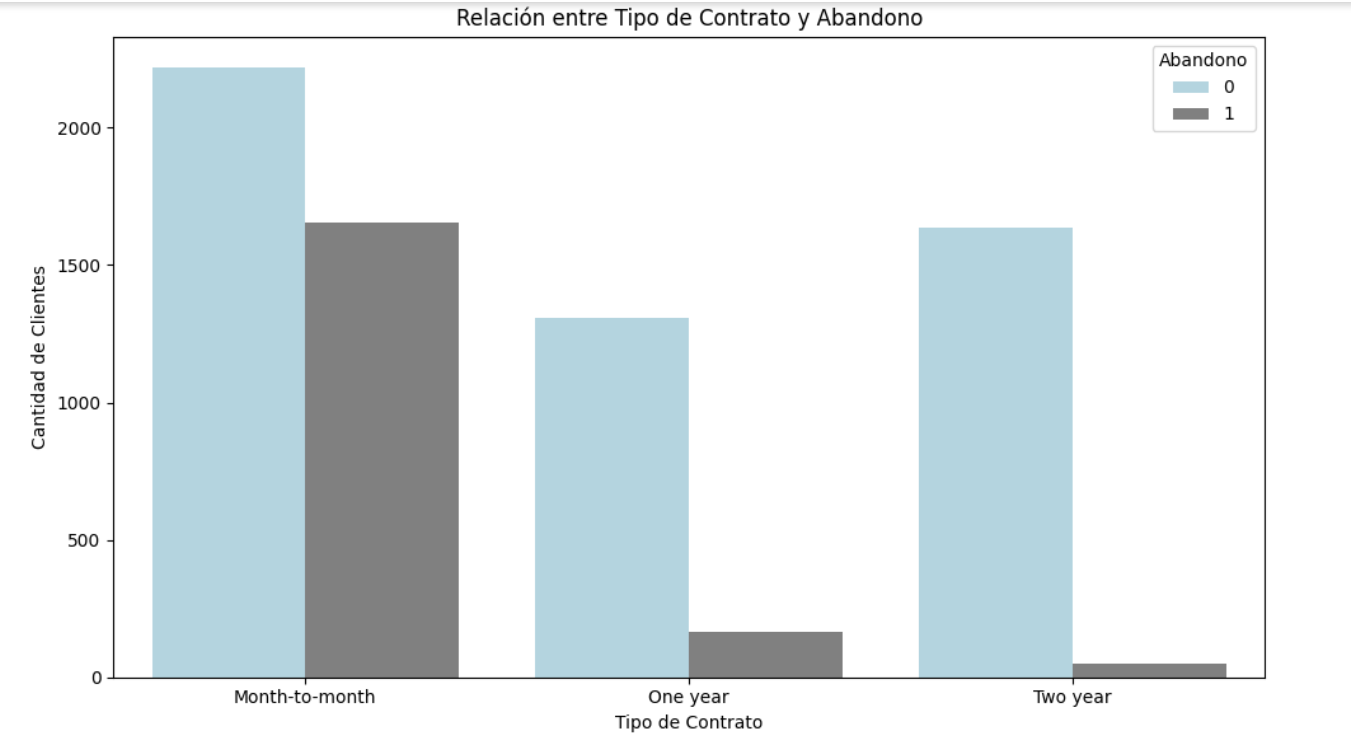 Relación entre Tipo de Contrato y Abandono
Abandono
0
1
2000
1500
1000
500
0
Cantidad de Clientes
Month-to-month
One year
Two year
Tipo de Contrato